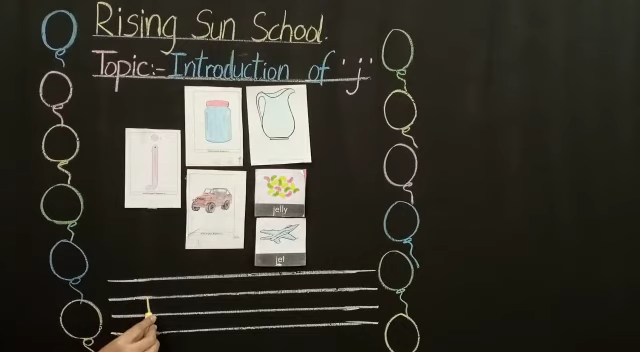 Rising Sun School.
Topic:- Introduction of 'j'
j
jelly
jet